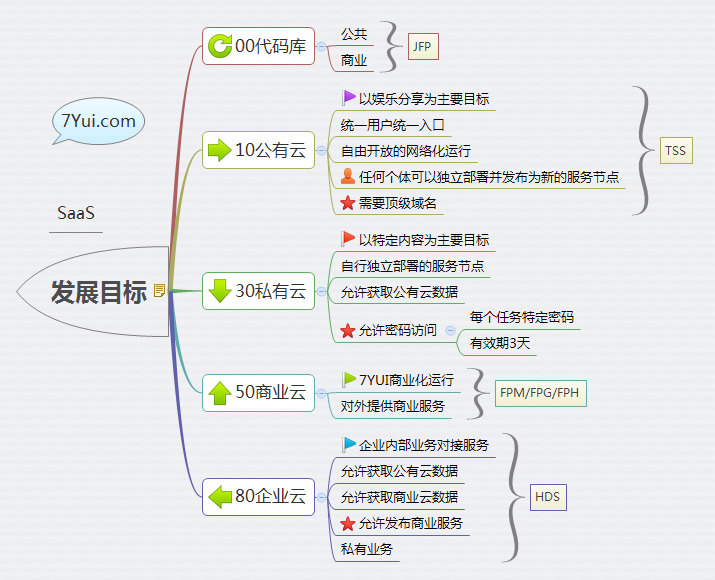 7Yui.com
SaaS
发展目标
00代码库
公共
商业
JFP
10公有云
以娱乐分享为主要目标
统一用户统一入口
自由开放的网络化运行
任何个体可以独立部署并发布为新的服务节点
需要顶级域名
TSS
30私有云
以特定内容为主要目标
自行独立部署的服务节点
允许获取公有云数据
允许密码访问
每个任务特定密码
有效期3天
50商业云
7YUI商业化运行
对外提供商业服务
FPM/FPG/FPH
80企业云
企业内部业务对接服务
允许获取公有云数据
允许获取商业云数据
允许发布商业服务
私有业务
HDS